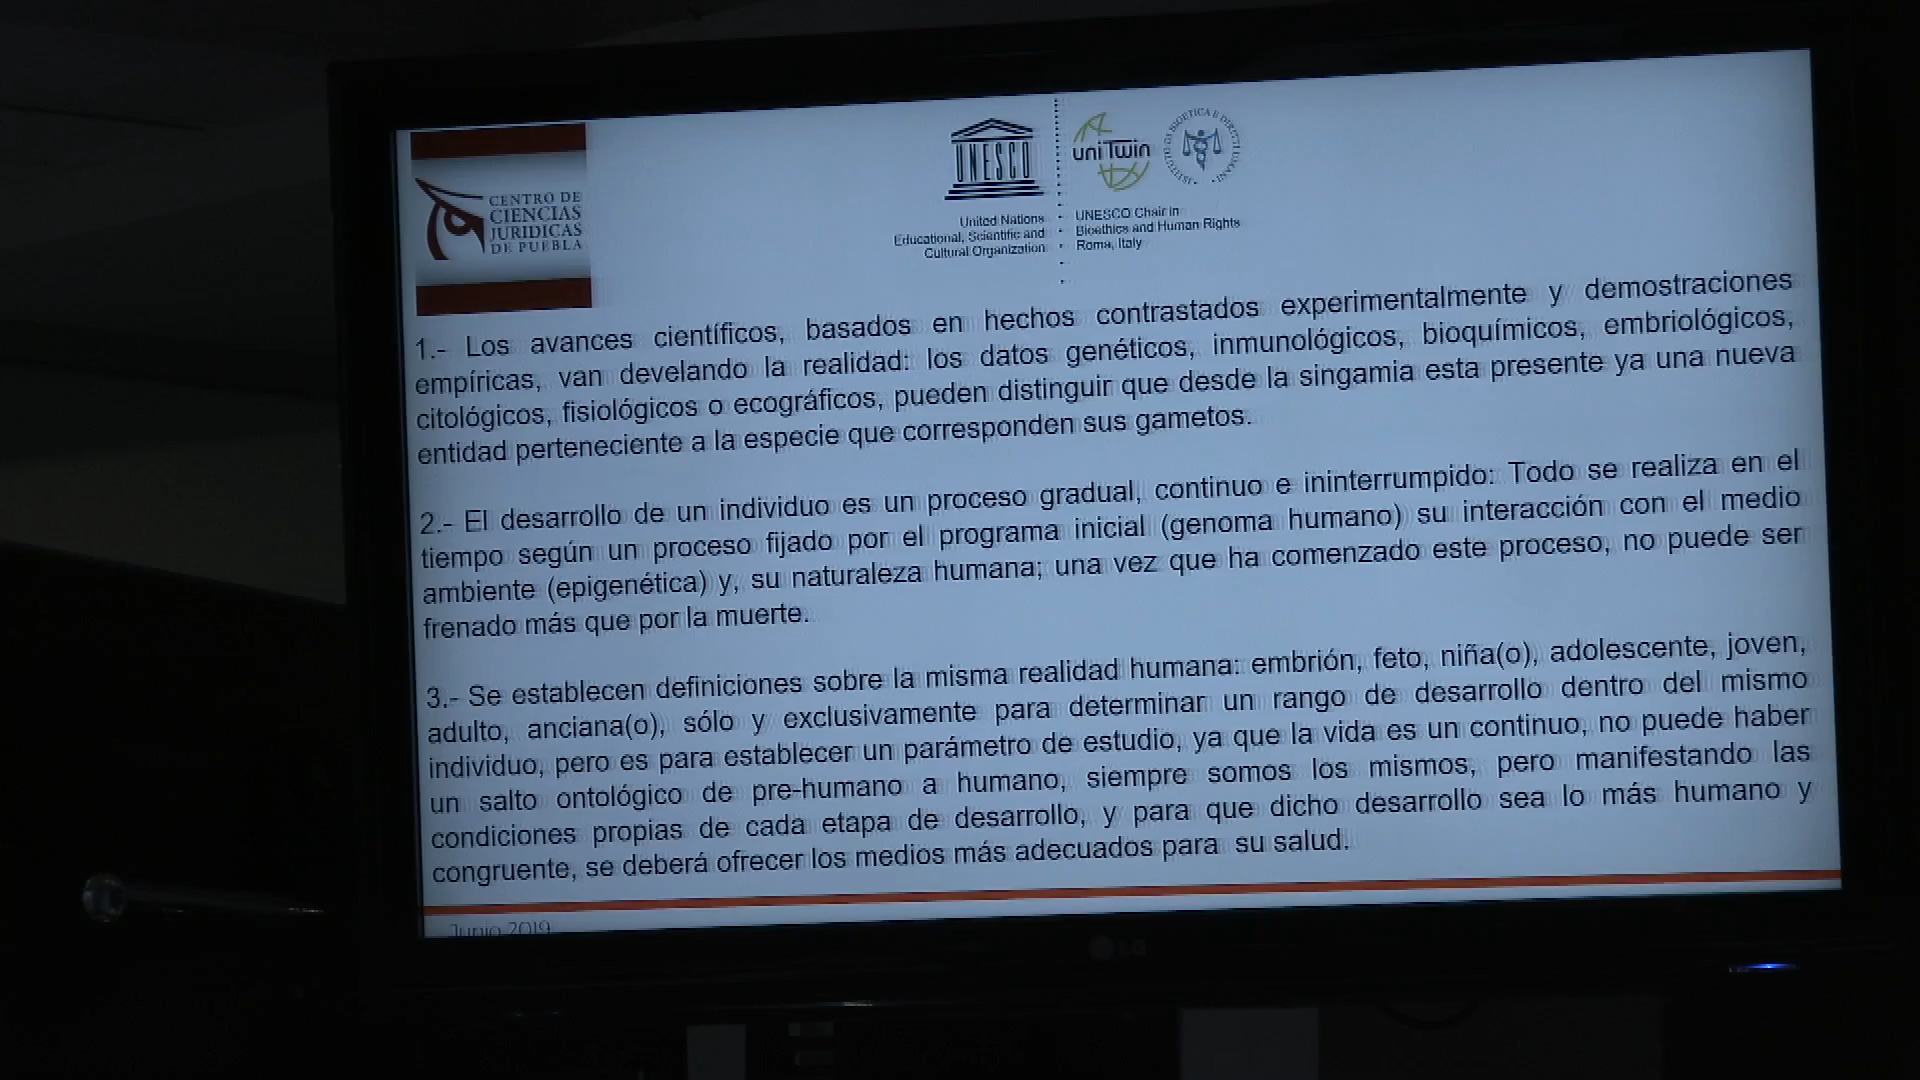 CENTRO DE
CIENCIAS
JURIDICAS
DE PUEBLA
UNESCO
United Nations
Educational, Scientific and
Cultural Organization
uniTwin
ISTITUTO DI BIOETICA E DIRITTI UMANI
UNESCO Chair in
Bioethics and Human Rights
Roma, Italy
1.- Los avances científicos, basados en hechos contrastados experimentalmente y demostraciones
empíricas, van develando la realidad: los datos genéticos, inmunológicos, bioquímicos, embriológicos,
citológicos, fisiológicos o ecográficos, pueden distinguir que desde la singamia esta presente ya una nueva
entidad perteneciente a la especie que corresponden sus gametos.
2.- El desarrollo de un individuo es un proceso gradual, continuo e ininterrumpido: Todo se realiza en el
tiempo según un proceso fijado por el programa inicial (genoma humano) su interacción con el medio
ambiente (epigenética) y, su naturaleza humana; una vez que ha comenzado este proceso, no puede ser
frenado más que por la muerte.
3.- Se establecen definiciones sobre la misma realidad humana: embrión, feto, niña(o), adolescente, joven,
adulto, anciana(o), sólo y exclusivamente para determinar un rango de desarrollo dentro del mismo
individuo, pero es para establecer un parámetro de estudio, ya que la vida es un continuo, no puede haber
un salto ontológico de pre-humano a humano, siempre somos los mismos, pero manifestando las
condiciones propias de cada etapa de desarrollo, y para que dicho desarrollo sea lo más humano y
congruente, se deberá ofrecer los medios más adecuados para su salud.
Junio 2019
LG